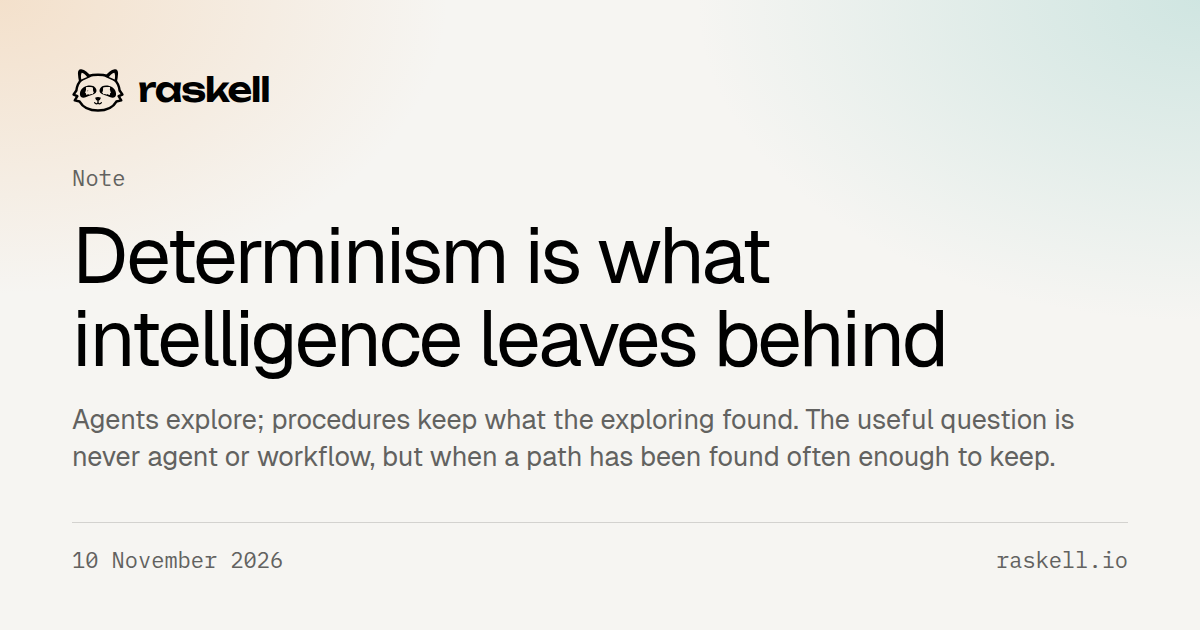 raskell
Note
Determinism is what
intelligence leaves behind
Agents explore; procedures keep what the exploring found. The useful question is
never agent or workflow, but when a path has been found often enough to keep.
10 November 2026
raskell.io